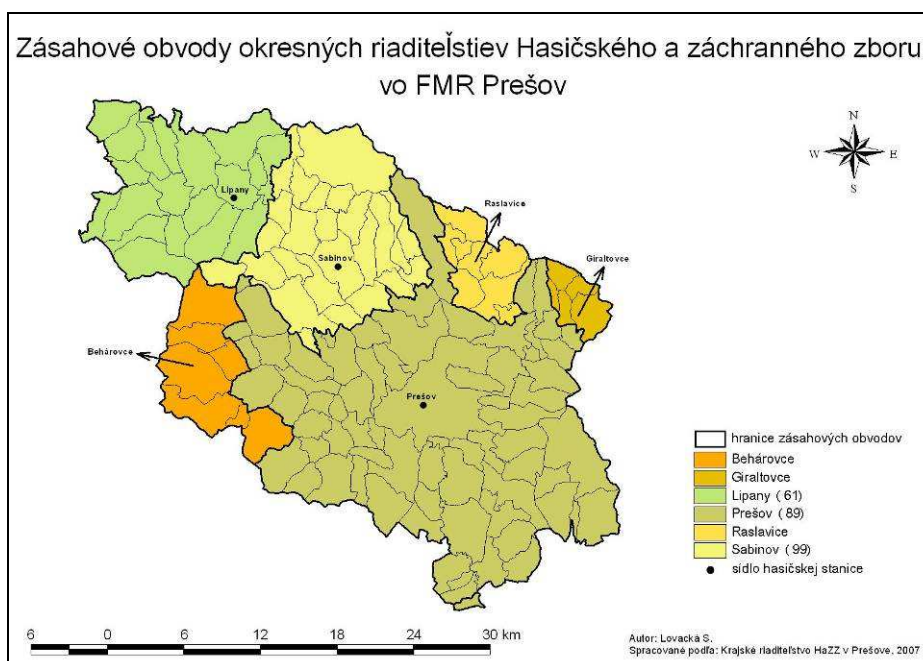 Zásahové obvody okresných riaditeľstiev Hasičského a záchranného zboru
vo FMR Prešov
N
W E
S
Lipany
Raslavice
Sabinov
Giraltovce
Behárovce
Prešov
hranice zásahových obvodov
Behárovce
Giraltovce
Lipany (61)
Prešov (89)
Raslavice
Sabinov (99)
sídlo hasičskej stanice
6 0 6 12 18 24 30 km
Autor: Lovacká S.
Spracované podľa: Krajské riaditeľstvo HaZZ v Prešove, 2007